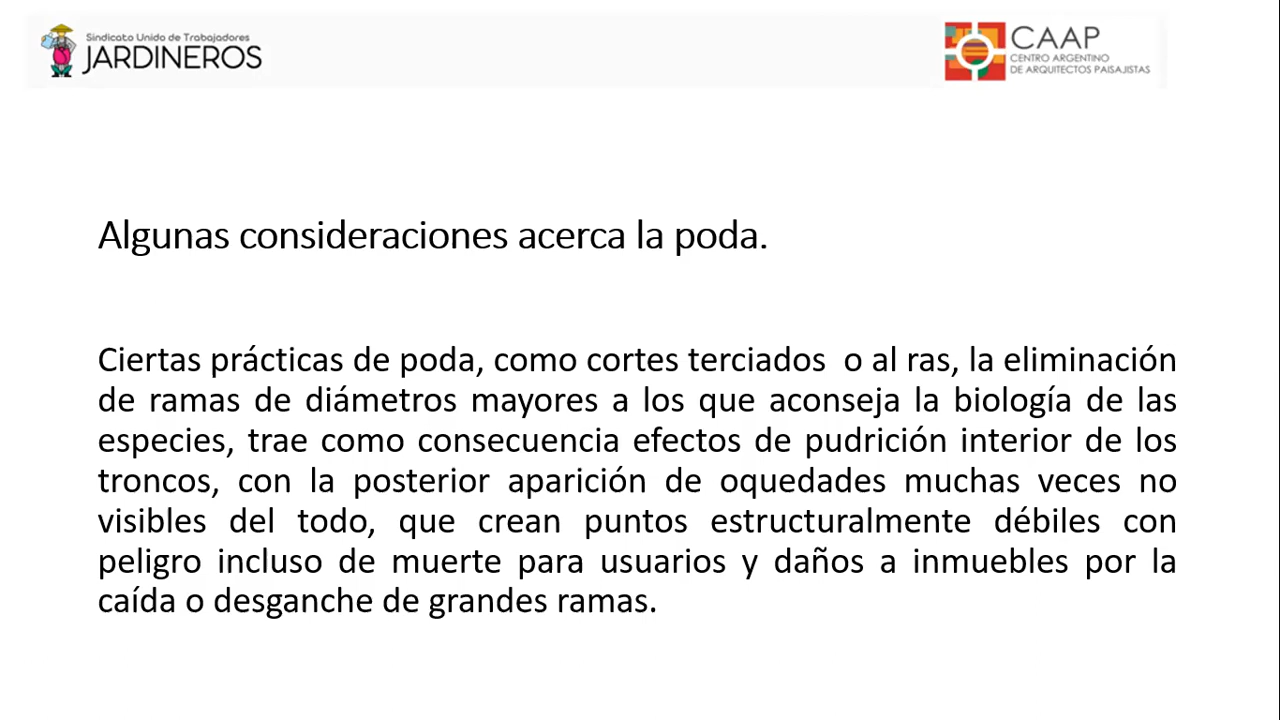 Sindicato Unido de Trabajadores
JARDINEROS
CAAP
CENTRO ARGENTINO
DE ARQUITECTOS PAISAJISTAS
Algunas consideraciones acerca la poda.
Ciertas prácticas de poda, como cortes terciados  o al ras, la eliminación
de ramas de diámetros mayores a los que aconseja la biología de las
especies, trae como consecuencia efectos de pudrición interior de los
troncos, con la posterior aparición de oquedades muchas veces no
visibles del todo, que crean puntos estructuralmente débiles con
peligro incluso de muerte para usuarios y daños a inmuebles por la
caída o desganche de grandes ramas.